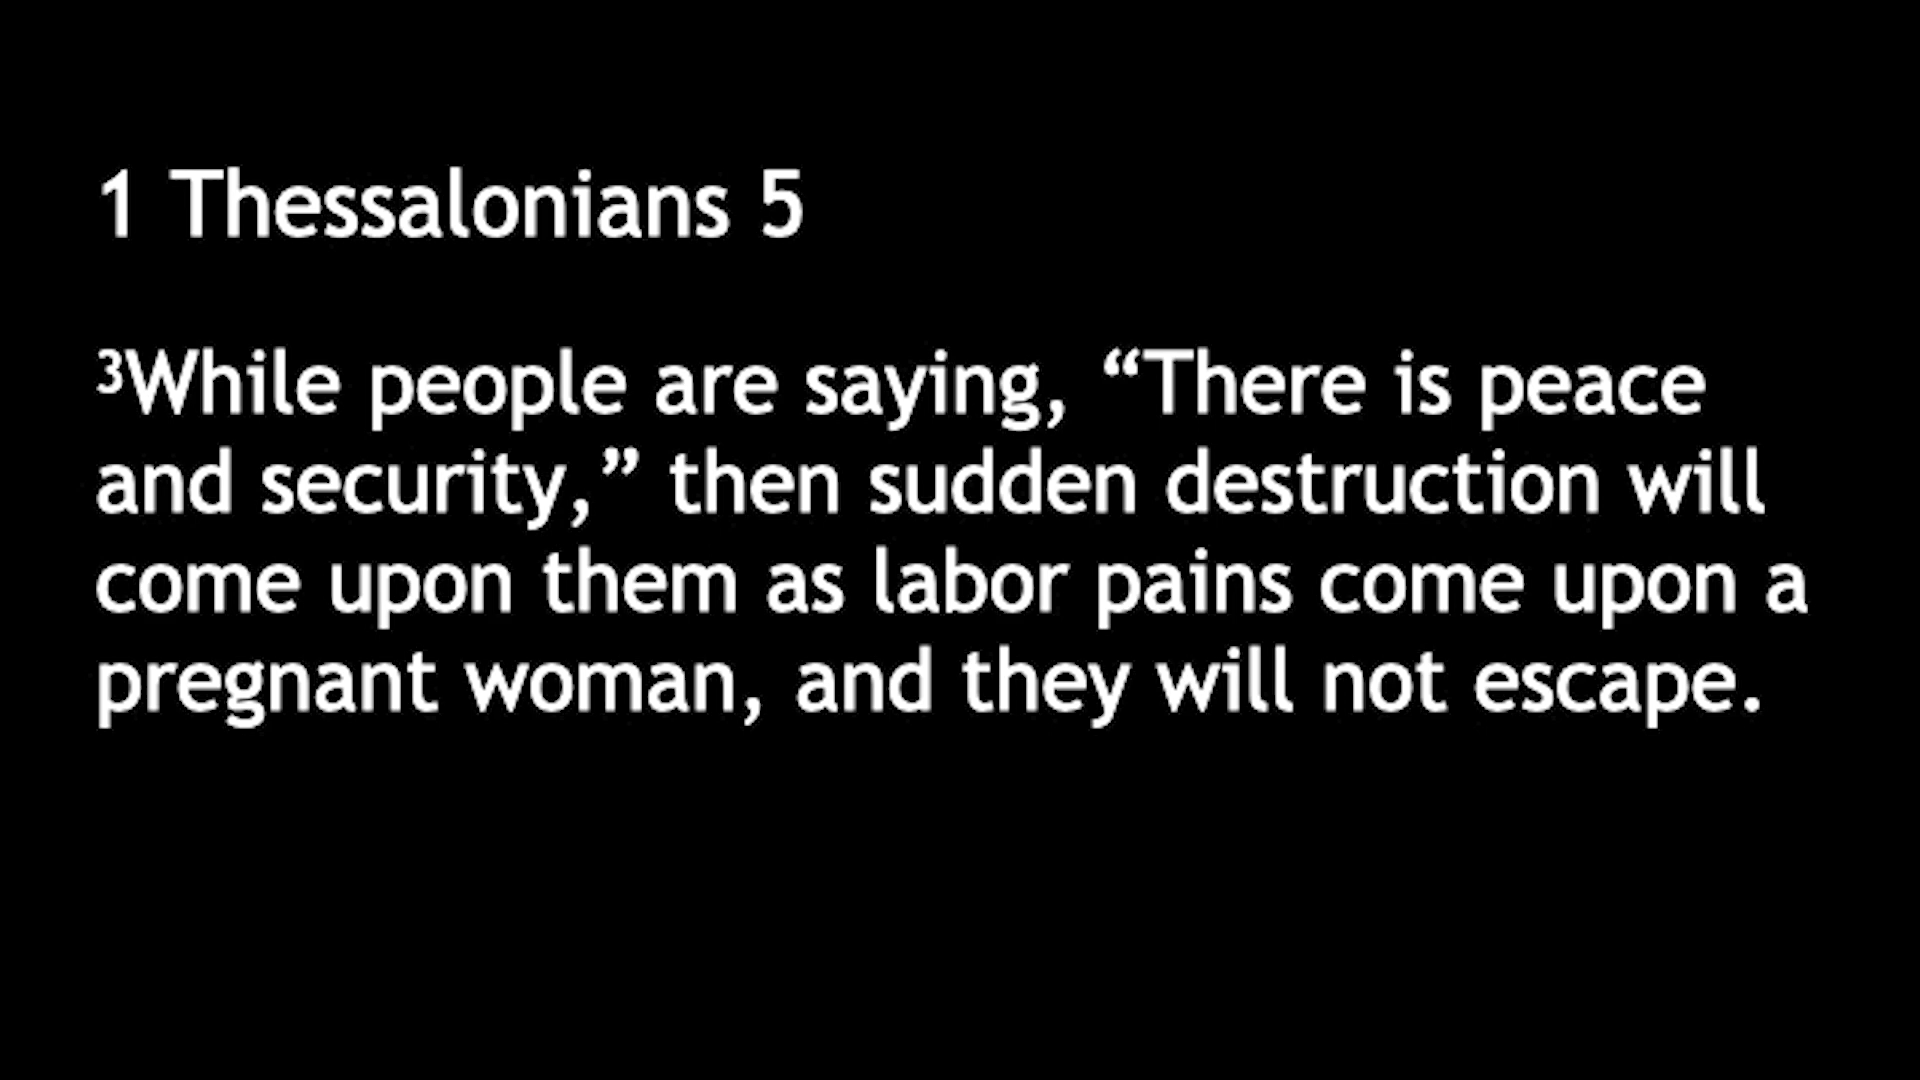 1 Thessalonians 5
³While people are saying, “There is peace
and security,” then sudden destruction will
come upon them as labor pains come upon a
pregnant woman, and they will not escape.